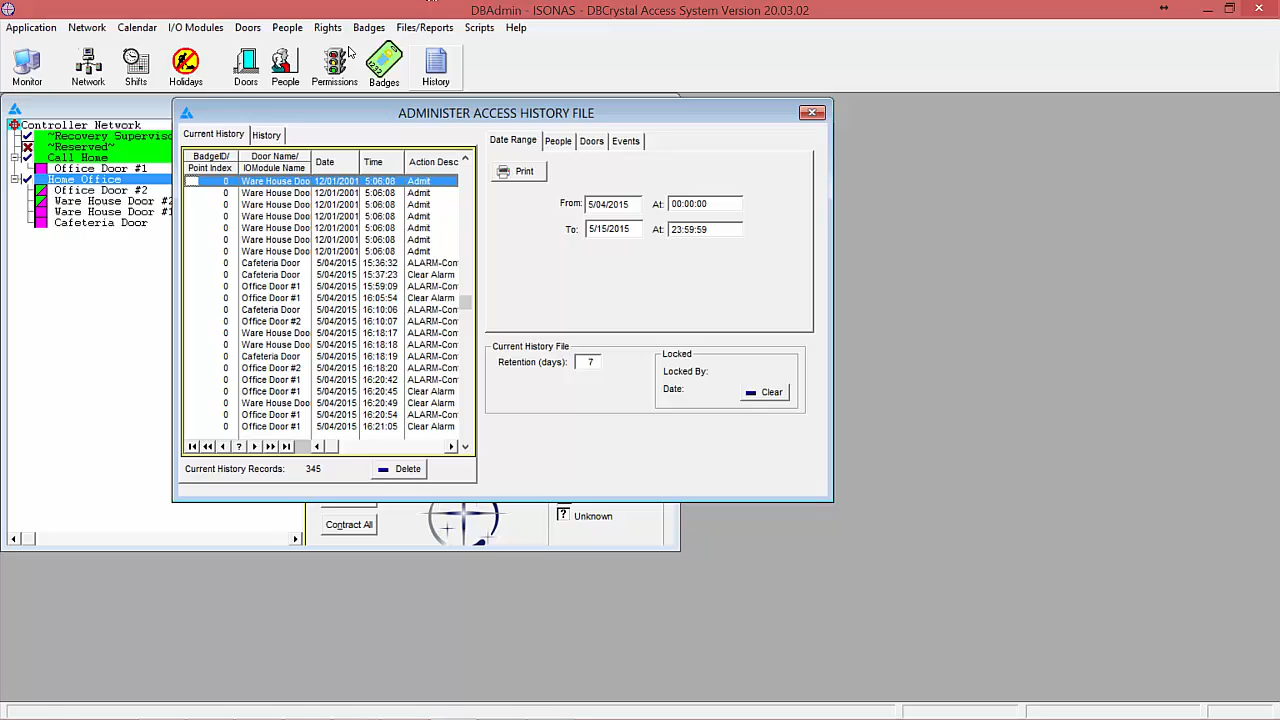 DBAdmin - ISONAS - DBCrystal Access System Version 20.03.02
Application Network Calendar I/O Modules Doors People Rights Badges Files/Reports Scripts Help
Monitor Network Shifts Holidays Doors People Permissions Badges History
Controller Network
~Recovery Superviso
~Reserved~
Call Home
Office Door #1
Home Office
Office Door #2
Ware House Door #2
Ware House Door #1
Cafeteria Door
ADMINISTER ACCESS HISTORY FILE
Current History History
BadgeID/ Door Name/ Date Time Action Desc
Point Index IOModule Name
0 Ware House Doo 12/01/2001 5:06:08 Admit
0 Ware House Doo 12/01/2001 5:06:08 Admit
0 Ware House Doo 12/01/2001 5:06:08 Admit
0 Ware House Doo 12/01/2001 5:06:08 Admit
0 Ware House Doo 12/01/2001 5:06:08 Admit
0 Ware House Doo 12/01/2001 5:06:08 Admit
0 Ware House Doo 12/01/2001 5:06:08 Admit
0 Cafeteria Door 5/04/2015 15:36:32 ALARM-Con
0 Cafeteria Door 5/04/2015 15:37:23 Clear Alarm
0 Office Door #1 5/04/2015 15:59:09 ALARM-Con
0 Office Door #1 5/04/2015 16:05:54 Clear Alarm
0 Cafeteria Door 5/04/2015 16:10:06 ALARM-Con
0 Office Door #2 5/04/2015 16:10:07 ALARM-Con
0 Ware House Doo 5/04/2015 16:18:17 ALARM-Con
0 Ware House Doo 5/04/2015 16:18:18 ALARM-Con
0 Cafeteria Door 5/04/2015 16:18:19 ALARM-Con
0 Office Door #2 5/04/2015 16:18:20 ALARM-Con
0 Office Door #1 5/04/2015 16:20:42 ALARM-Con
0 Office Door #1 5/04/2015 16:20:45 Clear Alarm
0 Ware House Doo 5/04/2015 16:20:49 Clear Alarm
0 Office Door #1 5/04/2015 16:20:54 ALARM-Con
0 Office Door #1 5/04/2015 16:21:05 Clear Alarm
?
Current History Records: 345 Delete
Date Range People Doors Events
Print
From: 5/04/2015 At: 00:00:00
To: 5/15/2015 At: 23:59:59
Current History File
Retention (days): 7
Locked
Locked By:
Date: Clear
Contract All
? Unknown